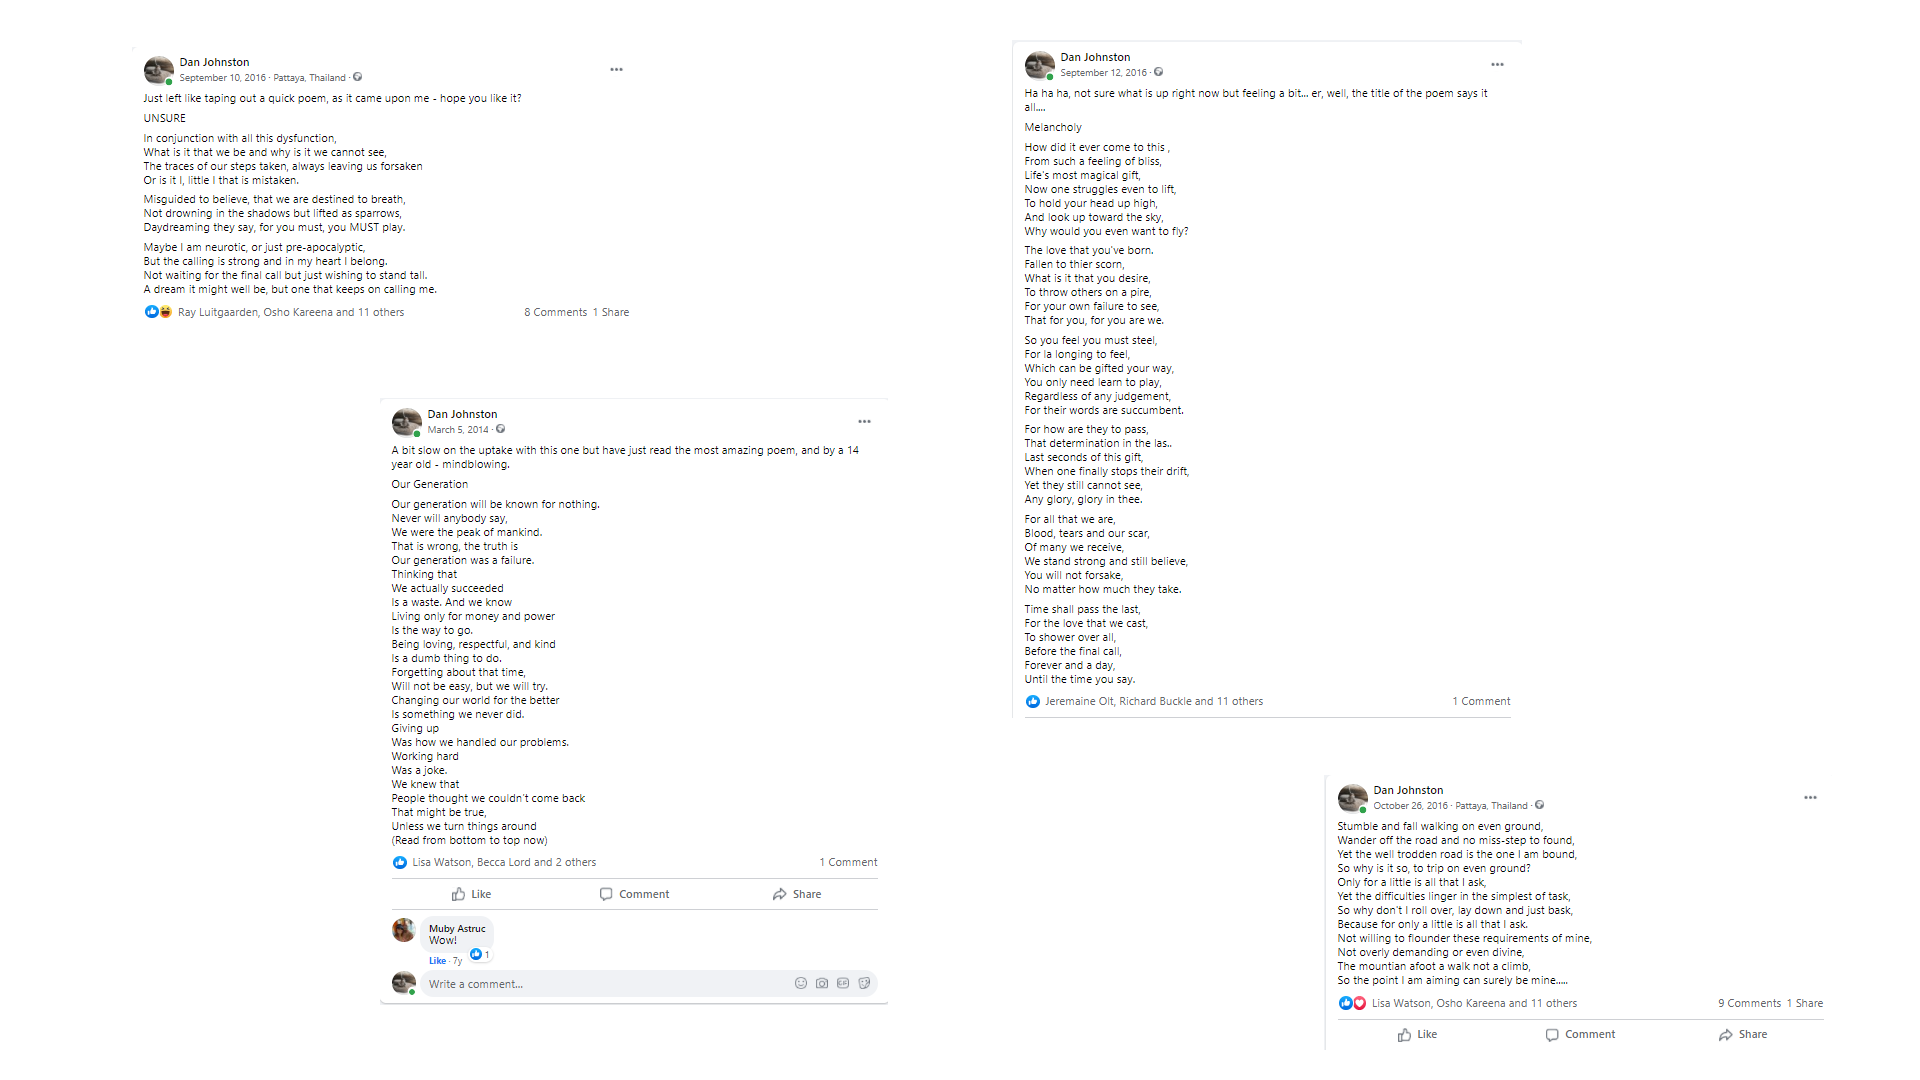 Dan Johnston
September 10, 2016 · Pattaya, Thailand ·
Just left like taping out a quick poem, as it came upon me - hope you like it?
UNSURE
In conjunction with all this dysfunction,
What is it that we be and why is it we cannot see,
The traces of our steps taken, always leaving us forsaken
Or is it I, little I that is mistaken.
Misguided to believe, that we are destined to breath,
Not drowning in the shadows but lifted as sparrows,
Daydreaming they say, for you must, you MUST play.
Maybe I am neurotic, or just pre-apocalyptic,
But the calling is strong and in my heart I belong.
Not waiting for the final call but just wishing to stand tall.
A dream it might well be, but one that keeps on calling me.
Ray Luitgaarden, Osho Kareena and 11 others
8 Comments 1 Share
Dan Johnston
March 5, 2014 ·
A bit slow on the uptake with this one but have just read the most amazing poem, and by a 14
year old - mindblowing.
Our Generation
Our generation will be known for nothing.
Never will anybody say,
We were the peak of mankind.
That is wrong, the truth is
Our generation was a failure.
Thinking that
We actually succeeded
Is a waste. And we know
Living only for money and power
Is the way to go.
Being loving, respectful, and kind
Is a dumb thing to do.
Forgetting about that time,
Will not be easy, but we will try.
Changing our world for the better
Is something we never did.
Giving up
Was how we handled our problems.
Working hard
Was a joke.
We knew that
People thought we couldn't come back
That might be true,
Unless we turn things around
(Read from bottom to top now)
Lisa Watson, Becca Lord and 2 others
1 Comment
Like
Comment
Share
Muby Astruc
Wow!
1
Like · 7y
Write a comment...
GIF
Dan Johnston
September 12, 2016 ·
Ha ha ha, not sure what is up right now but feeling a bit... er, well, the title of the poem says it
all....
Melancholy
How did it ever come to this ,
From such a feeling of bliss,
Life's most magical gift,
Now one struggles even to lift,
To hold your head up high,
And look up toward the sky,
Why would you even want to fly?
The love that you've born.
Fallen to thier scorn,
What is it that you desire,
To throw others on a pire,
For your own failure to see,
That for you, for you are we.
So you feel you must steel,
For la longing to feel,
Which can be gifted your way,
You only need learn to play,
Regardless of any judgement,
For their words are succumbent.
For how are they to pass,
That determination in the las..
Last seconds of this gift,
When one finally stops their drift,
Yet they still cannot see,
Any glory, glory in thee.
For all that we are,
Blood, tears and our scar,
Of many we receive,
We stand strong and still believe,
You will not forsake,
No matter how much they take.
Time shall pass the last,
For the love that we cast,
To shower over all,
Before the final call,
Forever and a day,
Until the time you say.
Jeremaine Olt, Richard Buckle and 11 others
1 Comment
Dan Johnston
October 26, 2016 · Pattaya, Thailand ·
Stumble and fall walking on even ground,
Wander off the road and no miss-step to found,
Yet the well trodden road is the one I am bound,
So why is it so, to trip on even ground?
Only for a little is all that I ask,
Yet the difficulties linger in the simplest of task,
So why don't I roll over, lay down and just bask,
Because for only a little is all that I ask.
Not willing to flounder these requirements of mine,
Not overly demanding or even divine,
The mountian afoot a walk not a climb,
So the point I am aiming can surely be mine.....
Lisa Watson, Osho Kareena and 11 others
9 Comments 1 Share
Like
Comment
Share